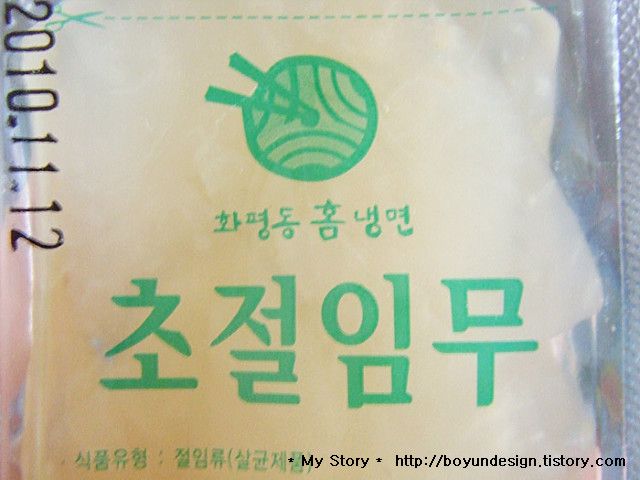 2010.11.12
화평동 홈 냉면
초절임무
식품유형 : 절임류(살균제품)
* My Story * http://boyundesign.tistory.com